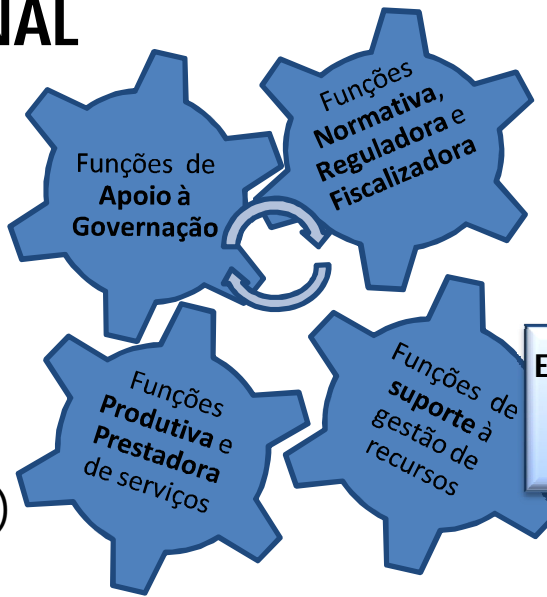 NAL
Funções de
Apoio à
Governação
Funções
Normativa,
Reguladora e
Fiscalizadora
Funções
Produtiva e
Prestadora
de serviços
Funções de
suporte à
gestão de
recursos
E
)